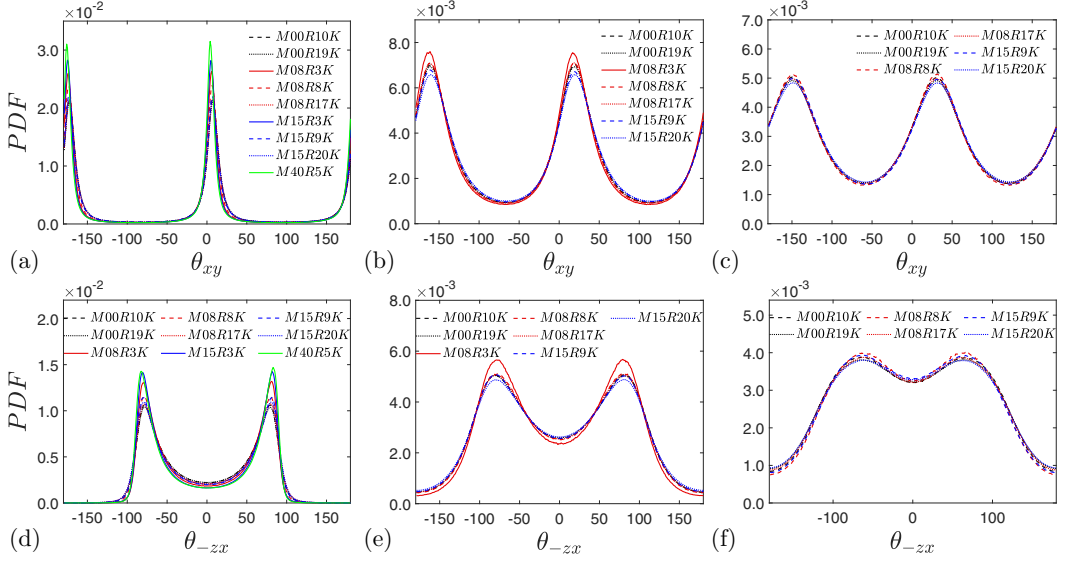 ×10⁻²
3.0
2.0
1.0
0.0
PDF
M00R10K
M00R19K
M08R3K
M08R8K
M08R17K
M15R3K
M15R9K
M15R20K
M40R5K
-150 -100 -50 0 50 100 150
(a) θxy
×10⁻³
8.0
6.0
4.0
2.0
0.0
M00R10K
M00R19K
M08R3K
M08R8K
M08R17K
M15R9K
M15R20K
-150 -100 -50 0 50 100 150
(b) θxy
×10⁻³
7.0
6.0
5.0
4.0
3.0
2.0
1.0
0.0
M00R10K M08R17K
M00R19K M15R9K
M08R8K M15R20K
-150 -100 -50 0 50 100 150
(c) θxy
×10⁻²
2.0
1.5
1.0
0.5
0.0
PDF
M00R10K M08R8K M15R9K
M00R19K M08R17K M15R20K
M08R3K M15R3K M40R5K
-150 -100 -50 0 50 100 150
(d) θ−zx
×10⁻³
8.0
6.0
4.0
2.0
0.0
M00R10K M08R8K M15R20K
M00R19K M08R17K
M08R3K M15R9K
-150 -100 -50 0 50 100 150
(e) θ−zx
×10⁻³
5.0
4.0
3.0
2.0
1.0
0.0
M00R10K M08R8K M15R9K
M00R19K M08R17K M15R20K
-100 0 100
(f) θ−zx